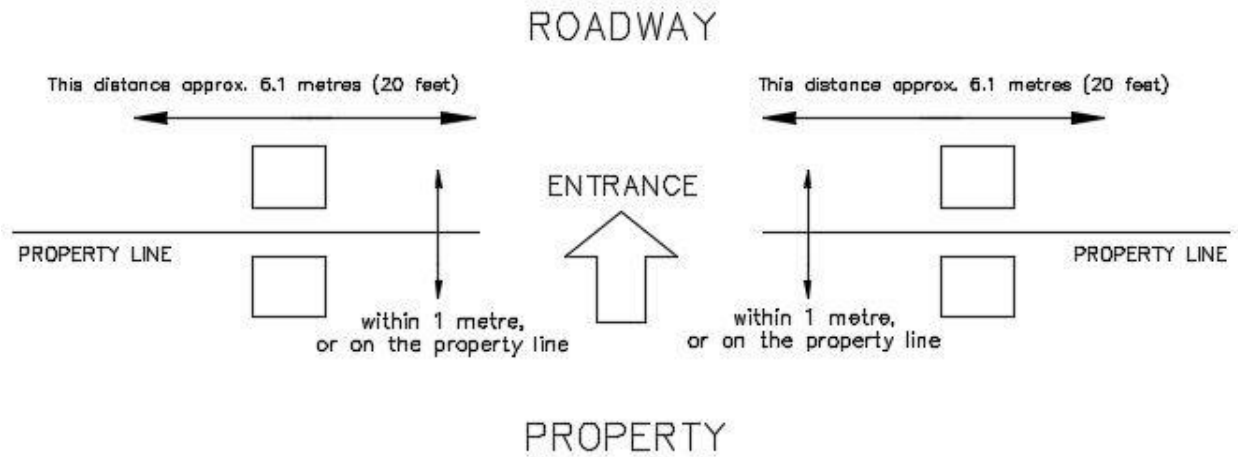 ROADWAY
This distance approx. 6.1 metres (20 feet)
This distance approx. 6.1 metres (20 feet)
ENTRANCE
PROPERTY LINE
PROPERTY LINE
within 1 metre,
or on the property line
within 1 metre,
or on the property line
PROPERTY